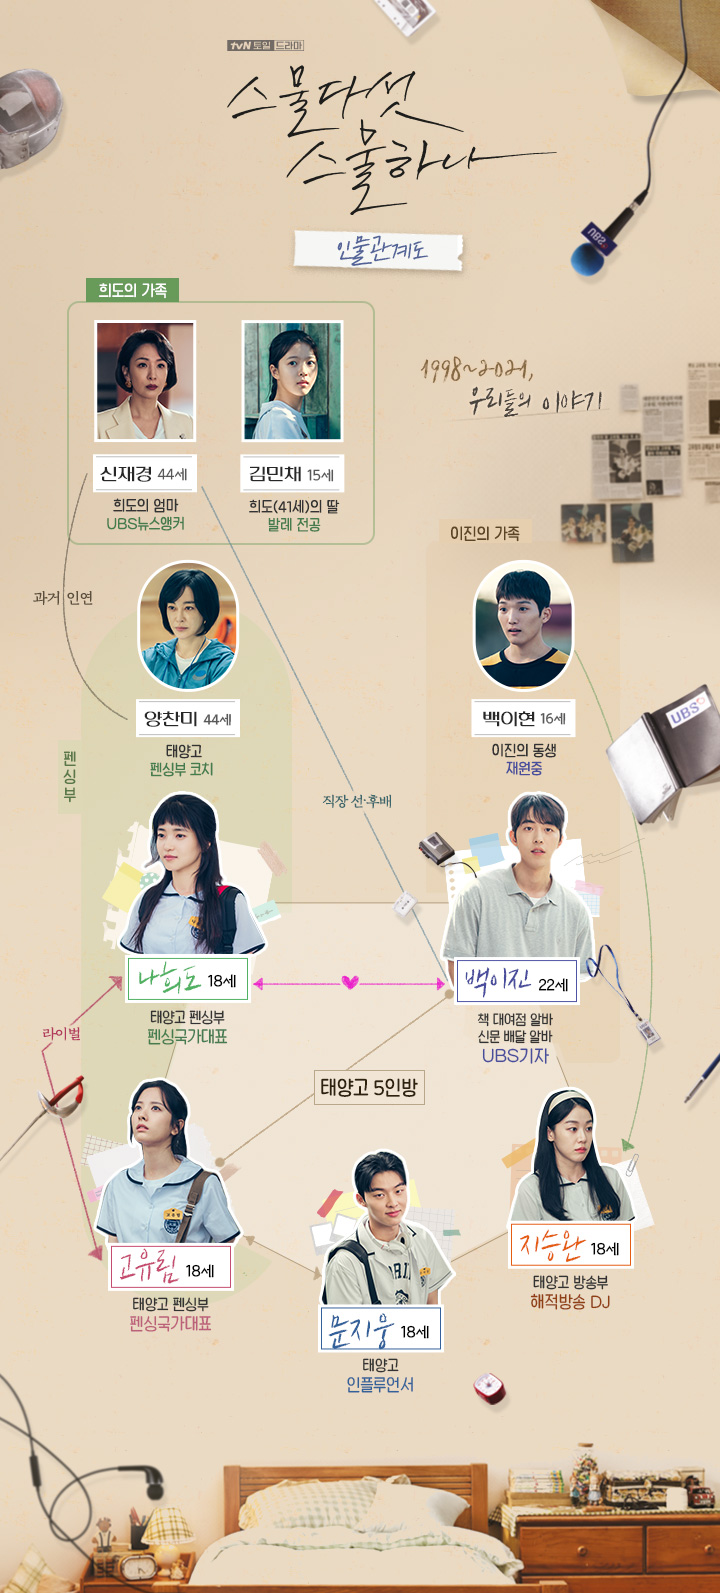 tvN 토일 드라마
스물다섯
스물하나
인물관계도
희도의 가족
신재경 44세
희도의 엄마
UBS뉴스앵커
김민채 15세
희도(41세)의 딸
발레 전공
1998~2021,
우리들의 이야기
UBS
이진의 가족
과거 인연
양찬미 44세
태양고
펜싱부 코치
백이현 16세
이진의 동생
재원중
UBS
펜싱부
직장 선·후배
나희도 18세
태양고 펜싱부
펜싱국가대표
백이진 22세
책 대여점 알바
신문 배달 알바
UBS기자
라이벌
태양고 5인방
고유림 18세
태양고 펜싱부
펜싱국가대표
지승완 18세
태양고 방송부
해적방송 DJ
문지웅 18세
태양고
인플루언서